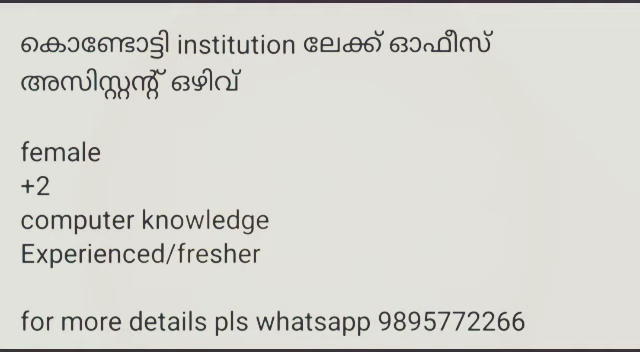 കൊണ്ടോട്ടി institution ലേക്ക് ഓഫീസ്
അസിസ്റ്റന്റ് ഒഴിവ്
female
+2
computer knowledge
Experienced/fresher
for more details pls whatsapp 9895772266